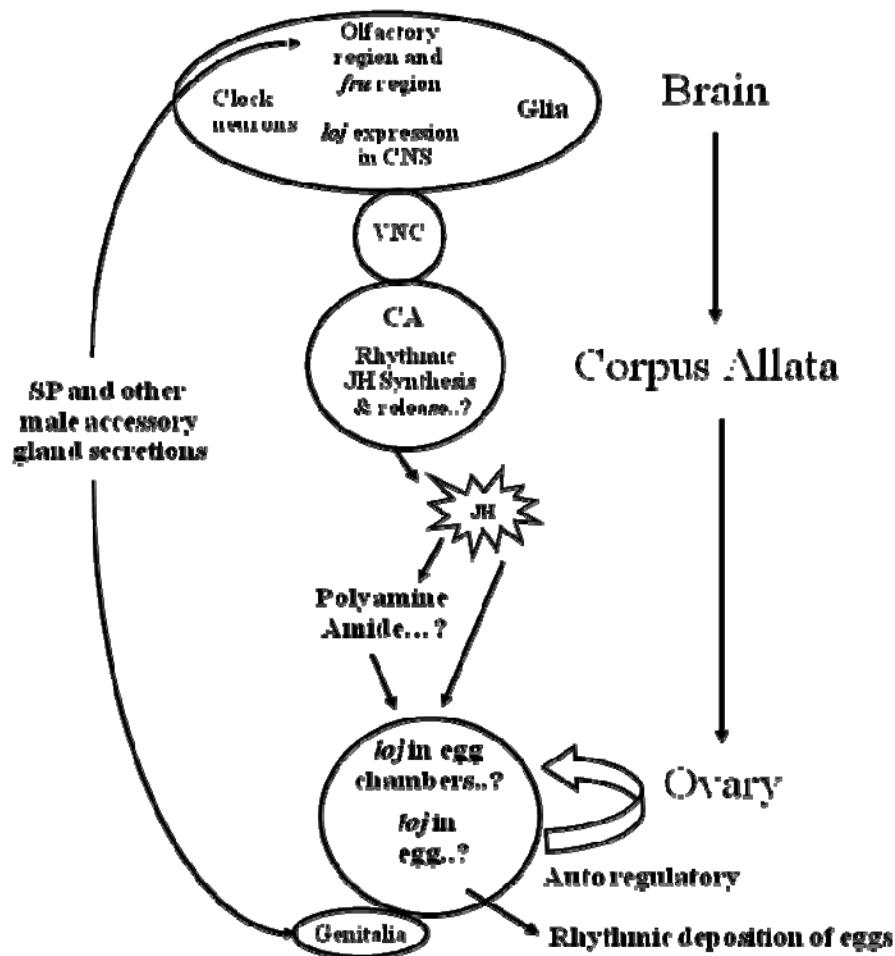 Olfactory
region and
fru region
Clock
neurons
Glia
loj expression
in CNS
Brain
VNC
CA
Rhythmic
JH Synthesis
& release..?
Corpus Allata
SP and other
male accessory
gland secretions
JH
Polyamine
Amide...?
loj in egg
chambers..?
loj in
egg..?
Ovary
Auto regulatory
Genitalia
Rhythmic deposition of eggs